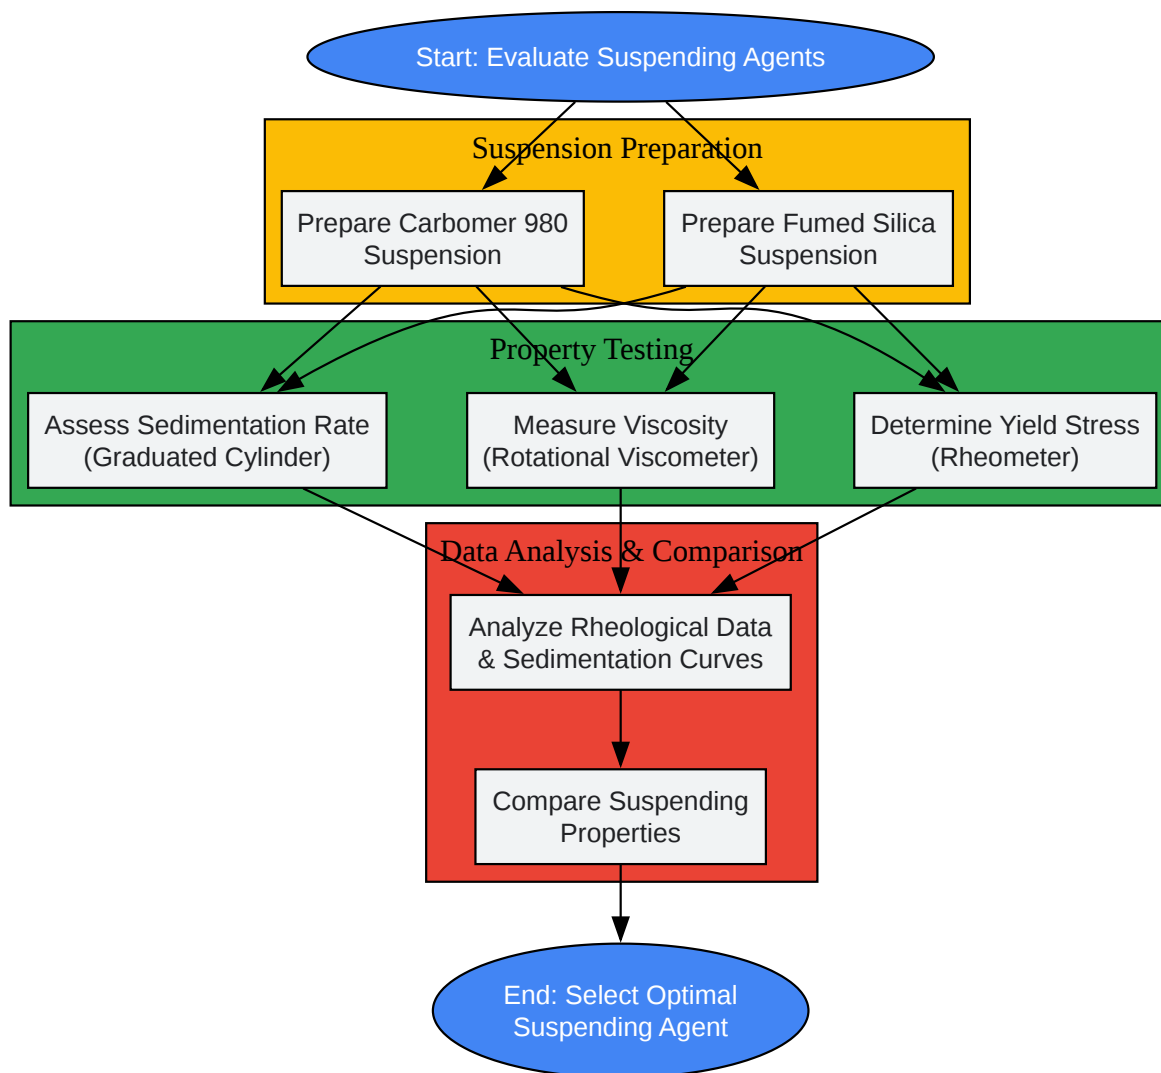 Start: Evaluate Suspending Agents
Suspension Preparation
Prepare Carbomer 980
Suspension
Prepare Fumed Silica
Suspension
Property Testing
Assess Sedimentation Rate
(Graduated Cylinder)
Measure Viscosity
(Rotational Viscometer)
Determine Yield Stress
(Rheometer)
Data Analysis & Comparison
Analyze Rheological Data
& Sedimentation Curves
Compare Suspending
Properties
End: Select Optimal
Suspending Agent